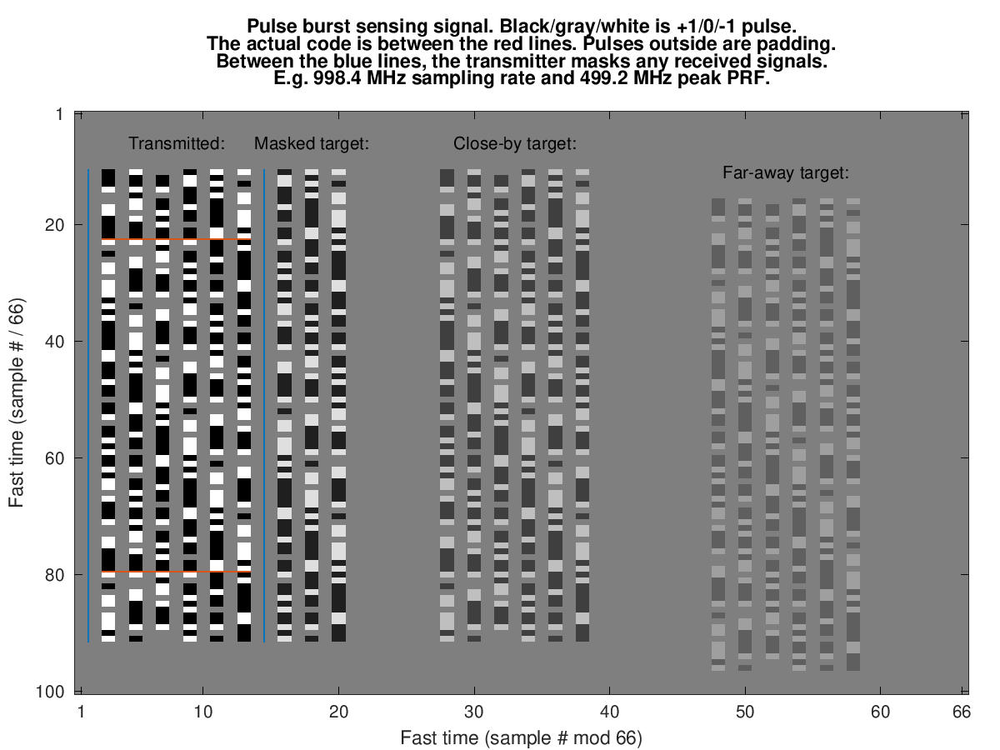 Pulse burst sensing signal. Black/gray/white is +1/0/-1 pulse.
The actual code is between the red lines. Pulses outside are padding.
Between the blue lines, the transmitter masks any received signals.
E.g. 998.4 MHz sampling rate and 499.2 MHz peak PRF.
Transmitted:
Masked target:
Close-by target:
Far-away target:
Fast time (sample # / 66)
1
20
40
60
80
100
1
10
20
30
40
50
60
66
Fast time (sample # mod 66)